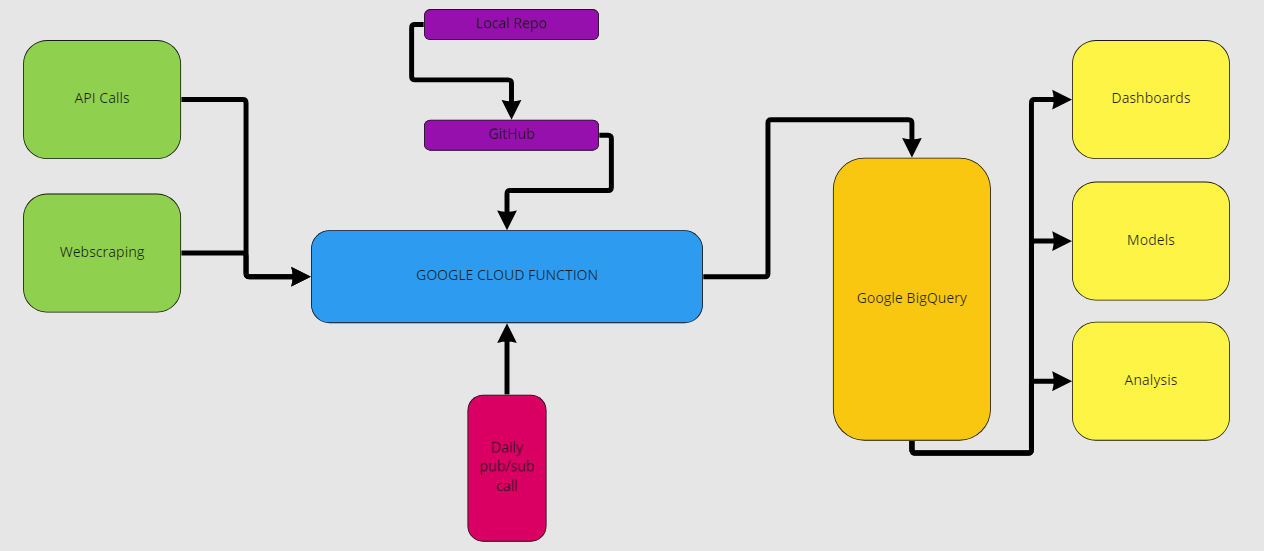 Local Repo
API Calls
Dashboards
GitHub
Webscraping
Models
GOOGLE CLOUD FUNCTION
Google BigQuery
Analysis
Daily
pub/sub
call